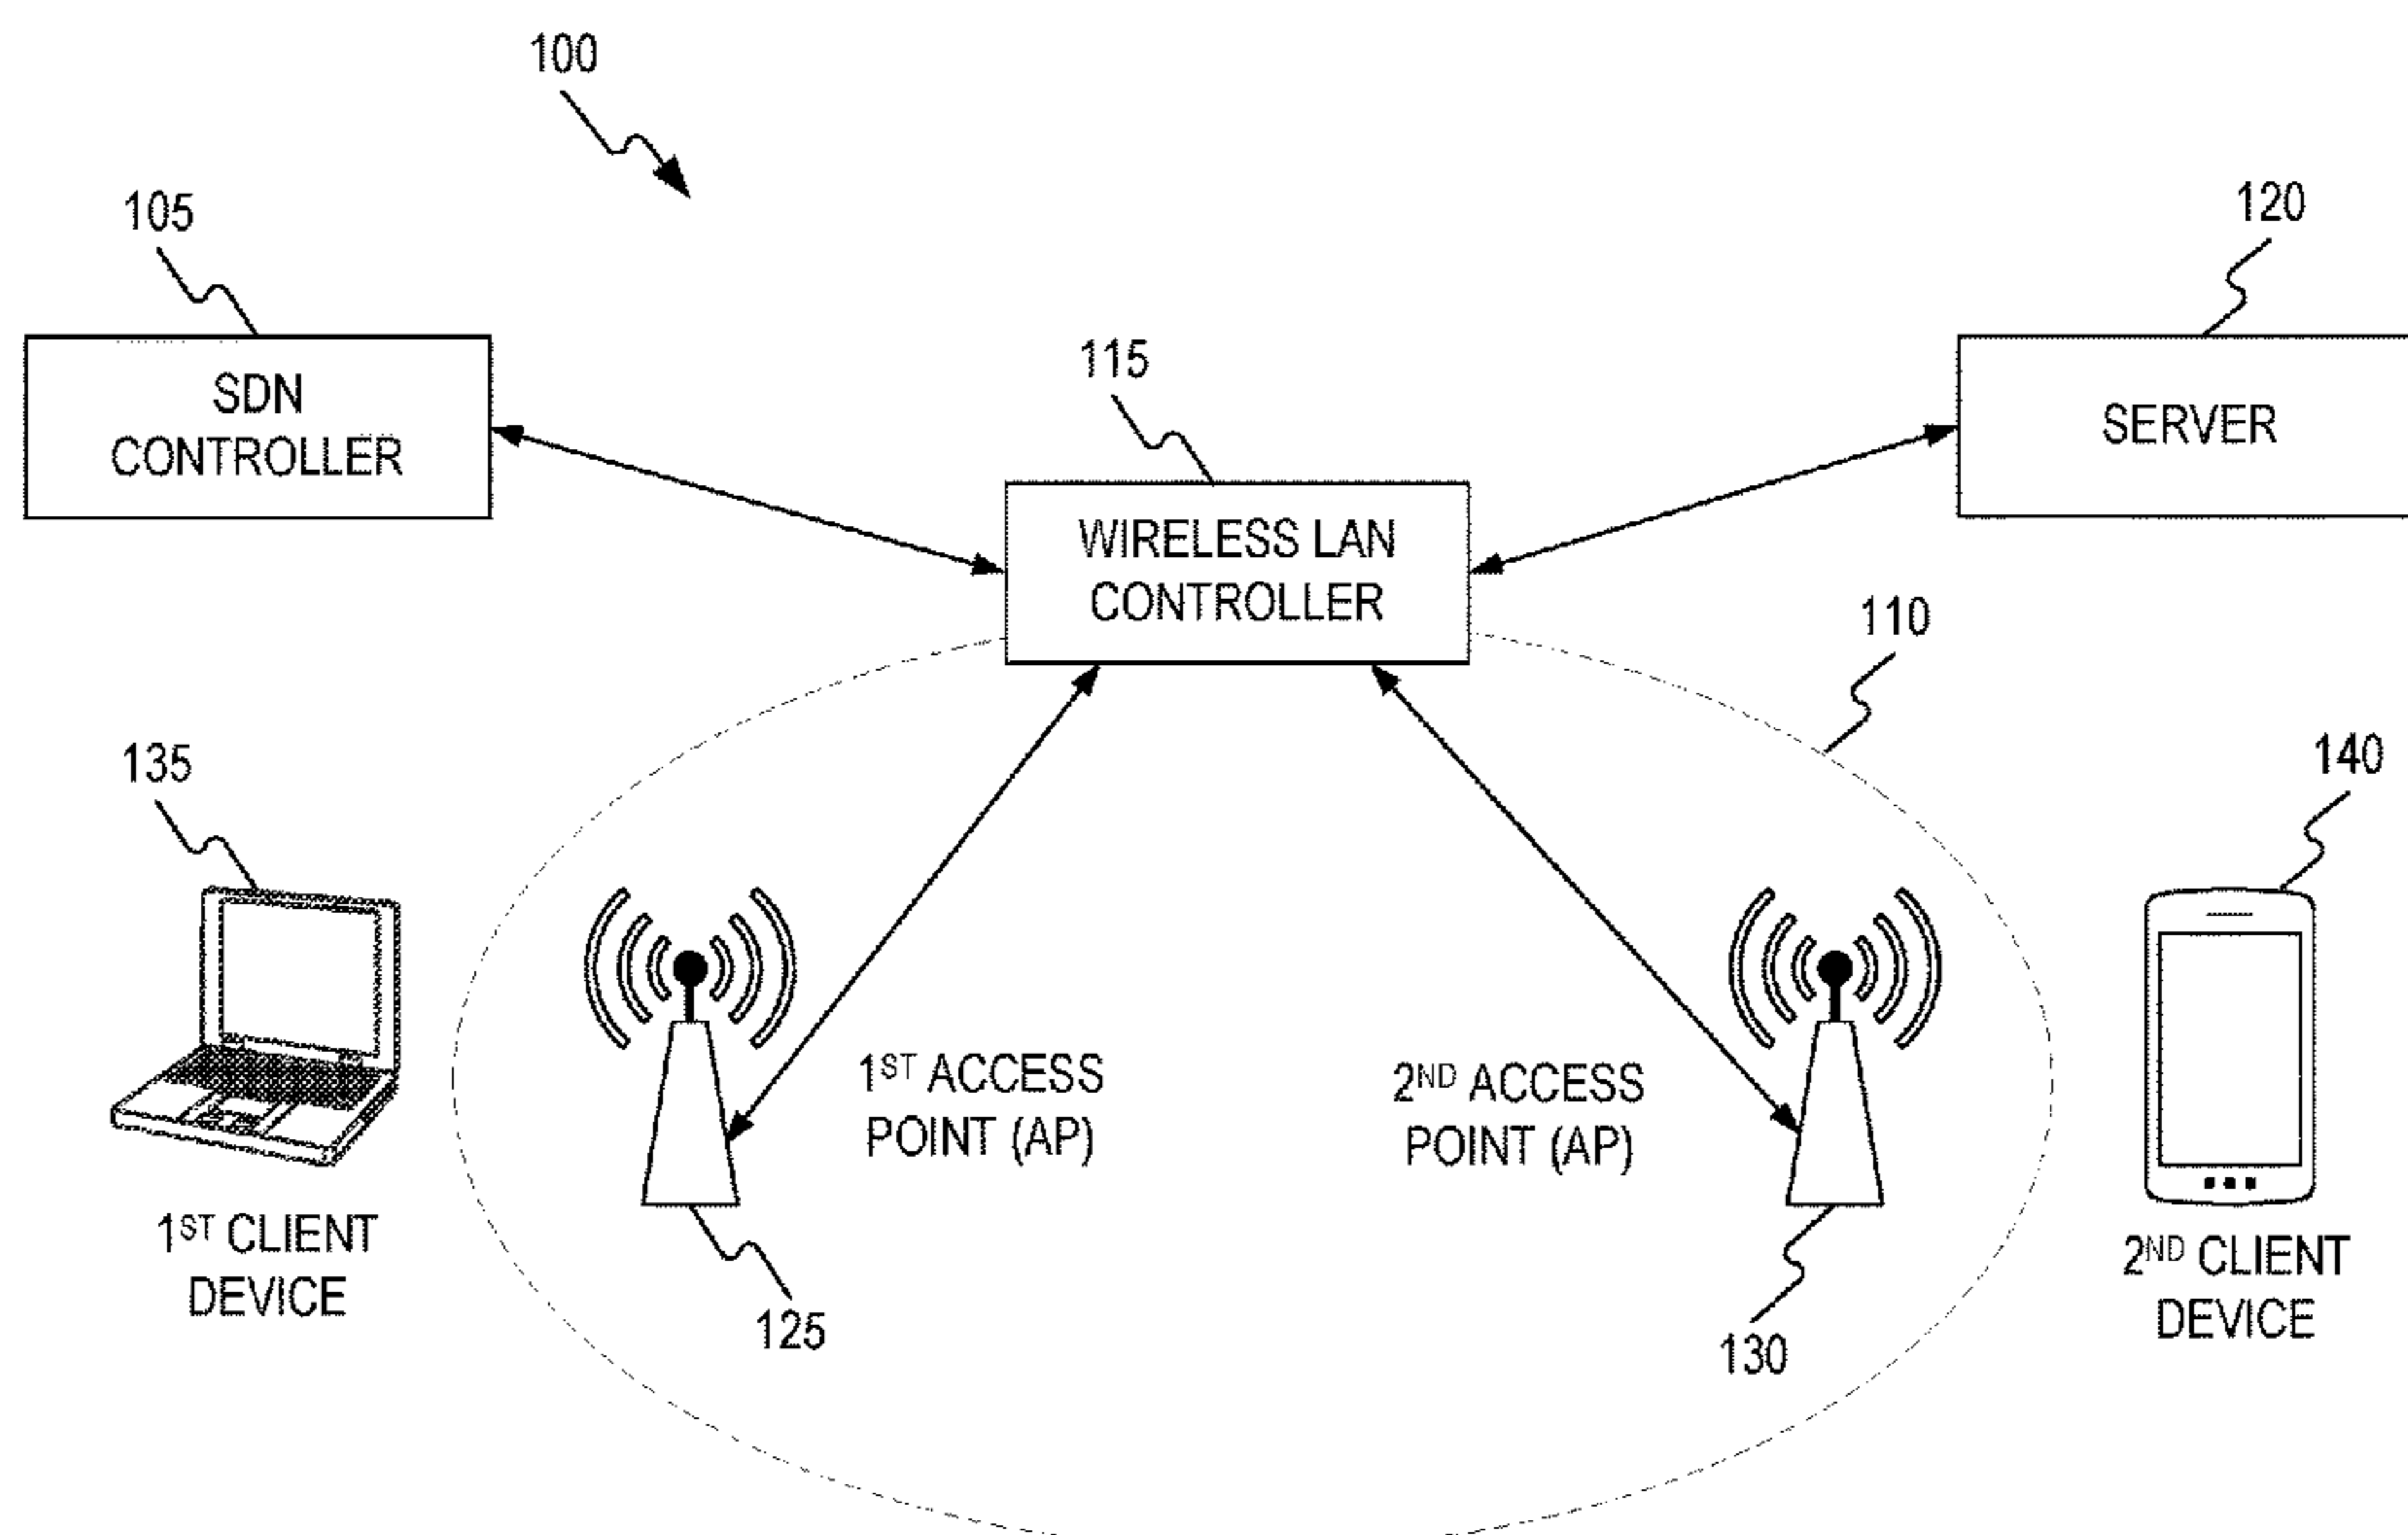 100
105
120
115
SDN
CONTROLLER
SERVER
WIRELESS LAN
CONTROLLER
110
135
140
1ST ACCESS
POINT (AP)
2ND ACCESS
POINT (AP)
1ST CLIENT
DEVICE
2ND CLIENT
DEVICE
125
130